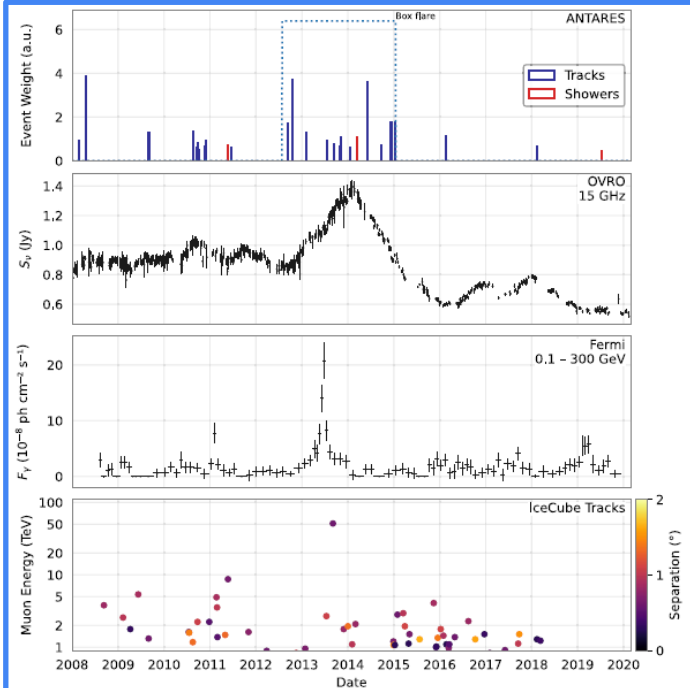 Box flare
ANTARES
Event Weight (a.u.)
6
4
2
0
Tracks
Showers
OVRO
15 GHz
Sν (Jy)
1.4
1.2
1.0
0.8
0.6
Fermi
0.1 – 300 GeV
Fγ (10⁻⁸ ph cm⁻² s⁻¹)
20
10
0
IceCube Tracks
Muon Energy (TeV)
100
50
20
10
5
2
1
2
1
0
Separation (°)
2008 2009 2010 2011 2012 2013 2014 2015 2016 2017 2018 2019 2020
Date